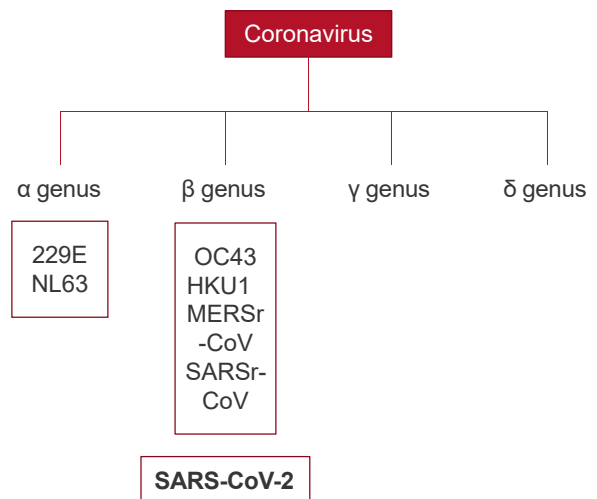 Coronavirus
α genus
β genus
γ genus
δ genus
229E
NL63
OC43
HKU1
MERSr
-CoV
SARSr-
CoV
SARS-CoV-2